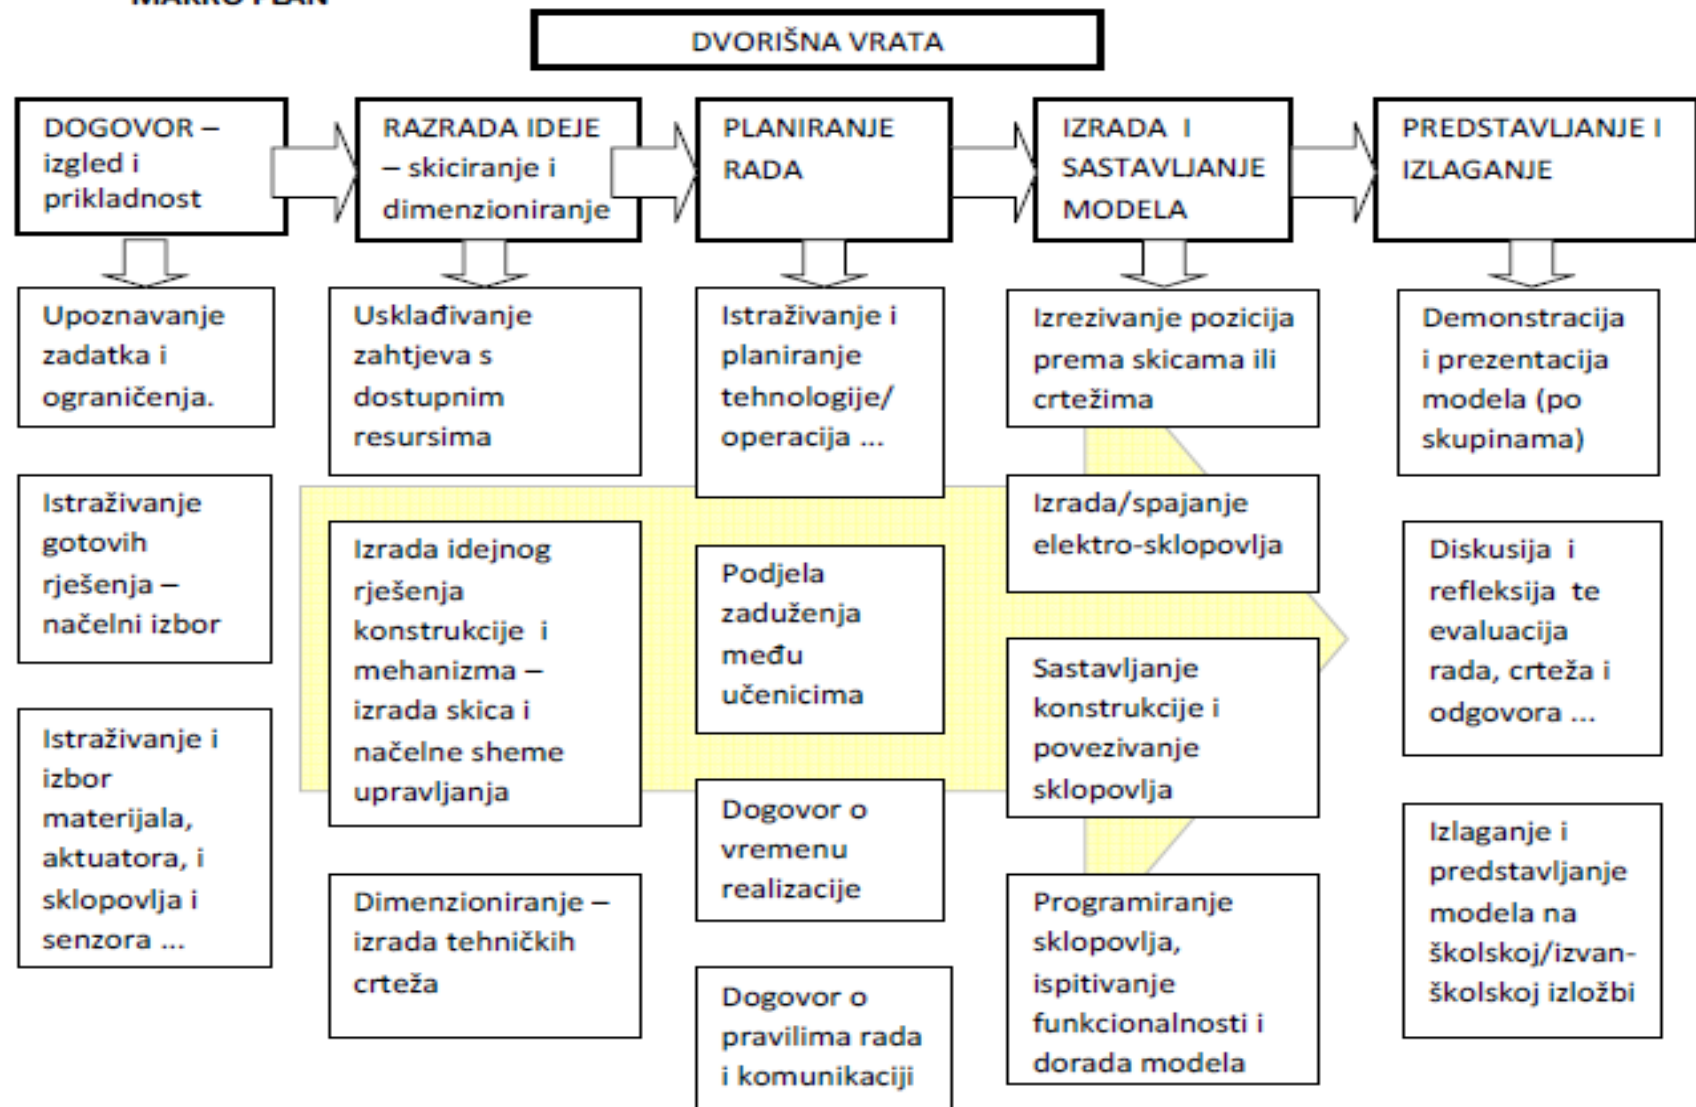 MAKRO PLAN
DVORIŠNA VRATA
DOGOVOR –
izgled i
prikladnost
RAZRADA IDEJE
– skiciranje i
dimenzioniranje
PLANIRANJE
RADA
IZRADA I
SASTAVLJANJE
MODELA
PREDSTAVLJANJE I
IZLAGANJE
Upoznavanje
zadatka i
ograničenja.
Istraživanje
gotovih
rješenja –
načelni izbor
Istraživanje i
izbor
materijala,
aktuatora, i
sklopovlja i
senzora ...
Usklađivanje
zahtjeva s
dostupnim
resursima
Izrada idejnog
rješenja
konstrukcije i
mehanizma –
izrada skica i
načelne sheme
upravljanja
Dimenzioniranje –
izrada tehničkih
crteža
Istraživanje i
planiranje
tehnologije/
operacija ...
Podjela
zaduženja
među
učenicima
Dogovor o
vremenu
realizacije
Dogovor o
pravilima rada
i komunikaciji
Izrezivanje pozicija
prema skicama ili
crtežima
Izrada/spajanje
elektro-sklopovlja
Sastavljanje
konstrukcije i
povezivanje
sklopovlja
Programiranje
sklopovlja,
ispitivanje
funkcionalnosti i
dorada modela
Demonstracija
i prezentacija
modela (po
skupinama)
Diskusija i
refleksija te
evaluacija
rada, crteža i
odgovora ...
Izlaganje i
predstavljanje
modela na
školskoj/izvan-
školskoj izložbi